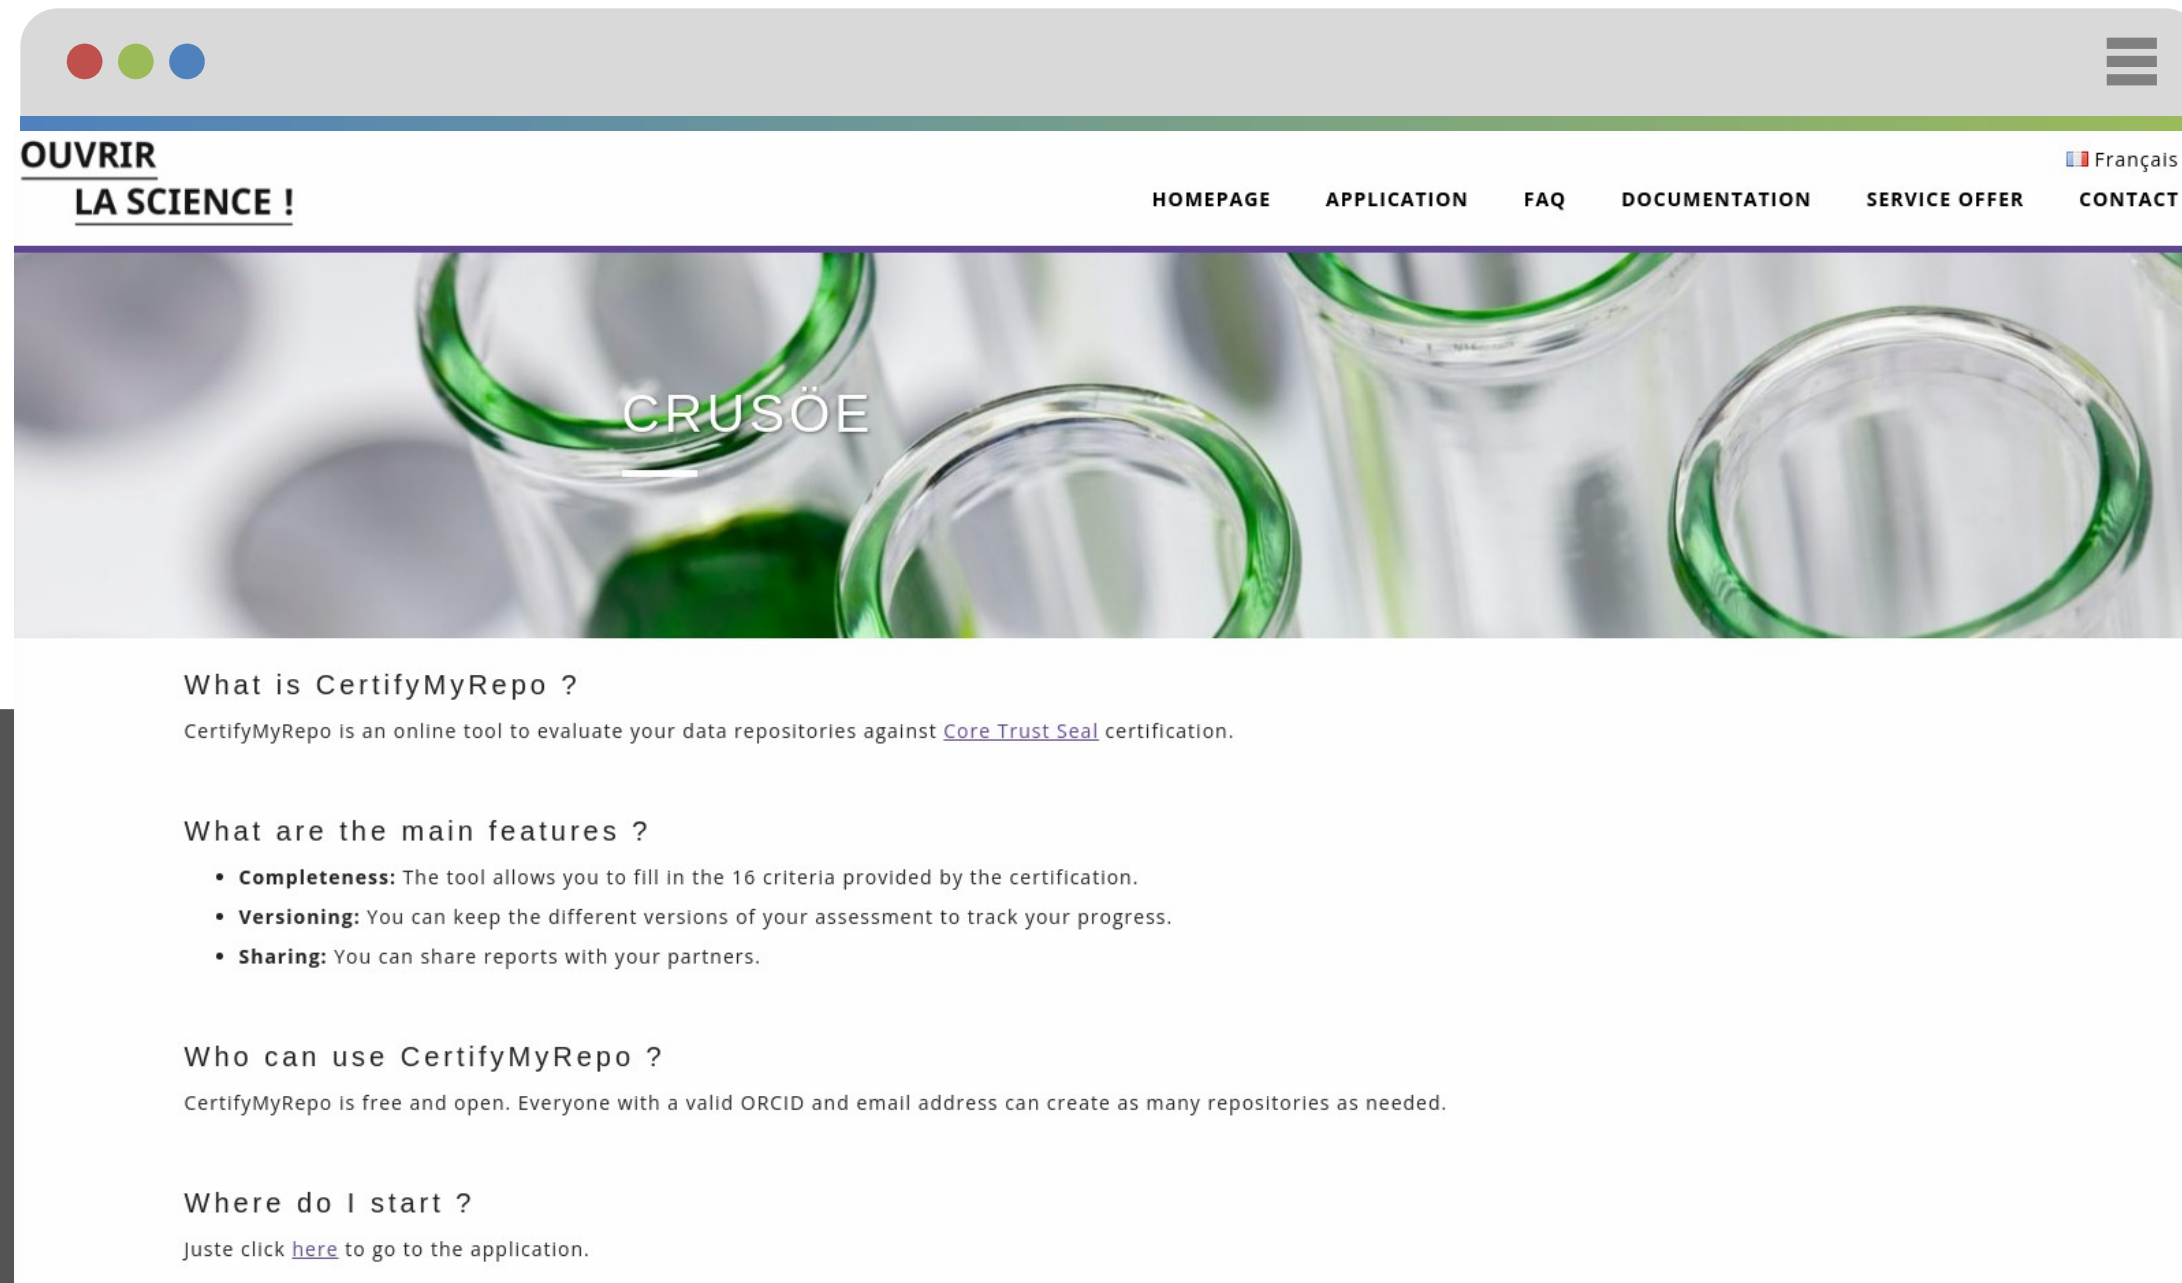 OUVRIR
LA SCIENCE !
Français
HOMEPAGE APPLICATION FAQ DOCUMENTATION SERVICE OFFER CONTACT
CRUSÖE
What is CertifyMyRepo ?
CertifyMyRepo is an online tool to evaluate your data repositories against Core Trust Seal certification.
What are the main features ?
• Completeness: The tool allows you to fill in the 16 criteria provided by the certification.
• Versioning: You can keep the different versions of your assessment to track your progress.
• Sharing: You can share reports with your partners.
Who can use CertifyMyRepo ?
CertifyMyRepo is free and open. Everyone with a valid ORCID and email address can create as many repositories as needed.
Where do I start ?
Juste click here to go to the application.